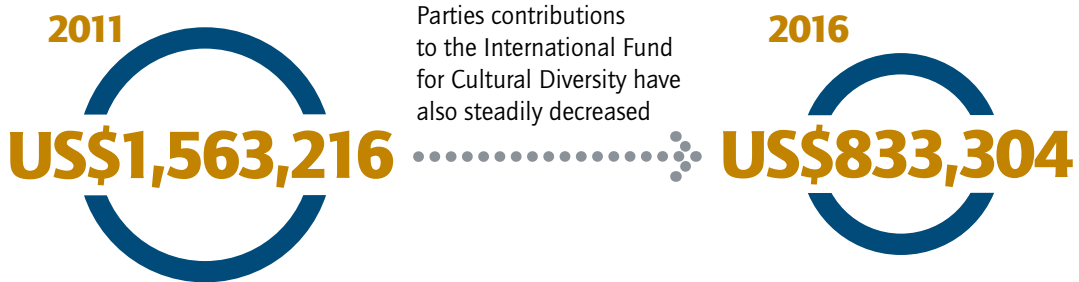 2011
US$1,563,216
Parties contributions
to the International Fund
for Cultural Diversity have
also steadily decreased
2016
US$833,304